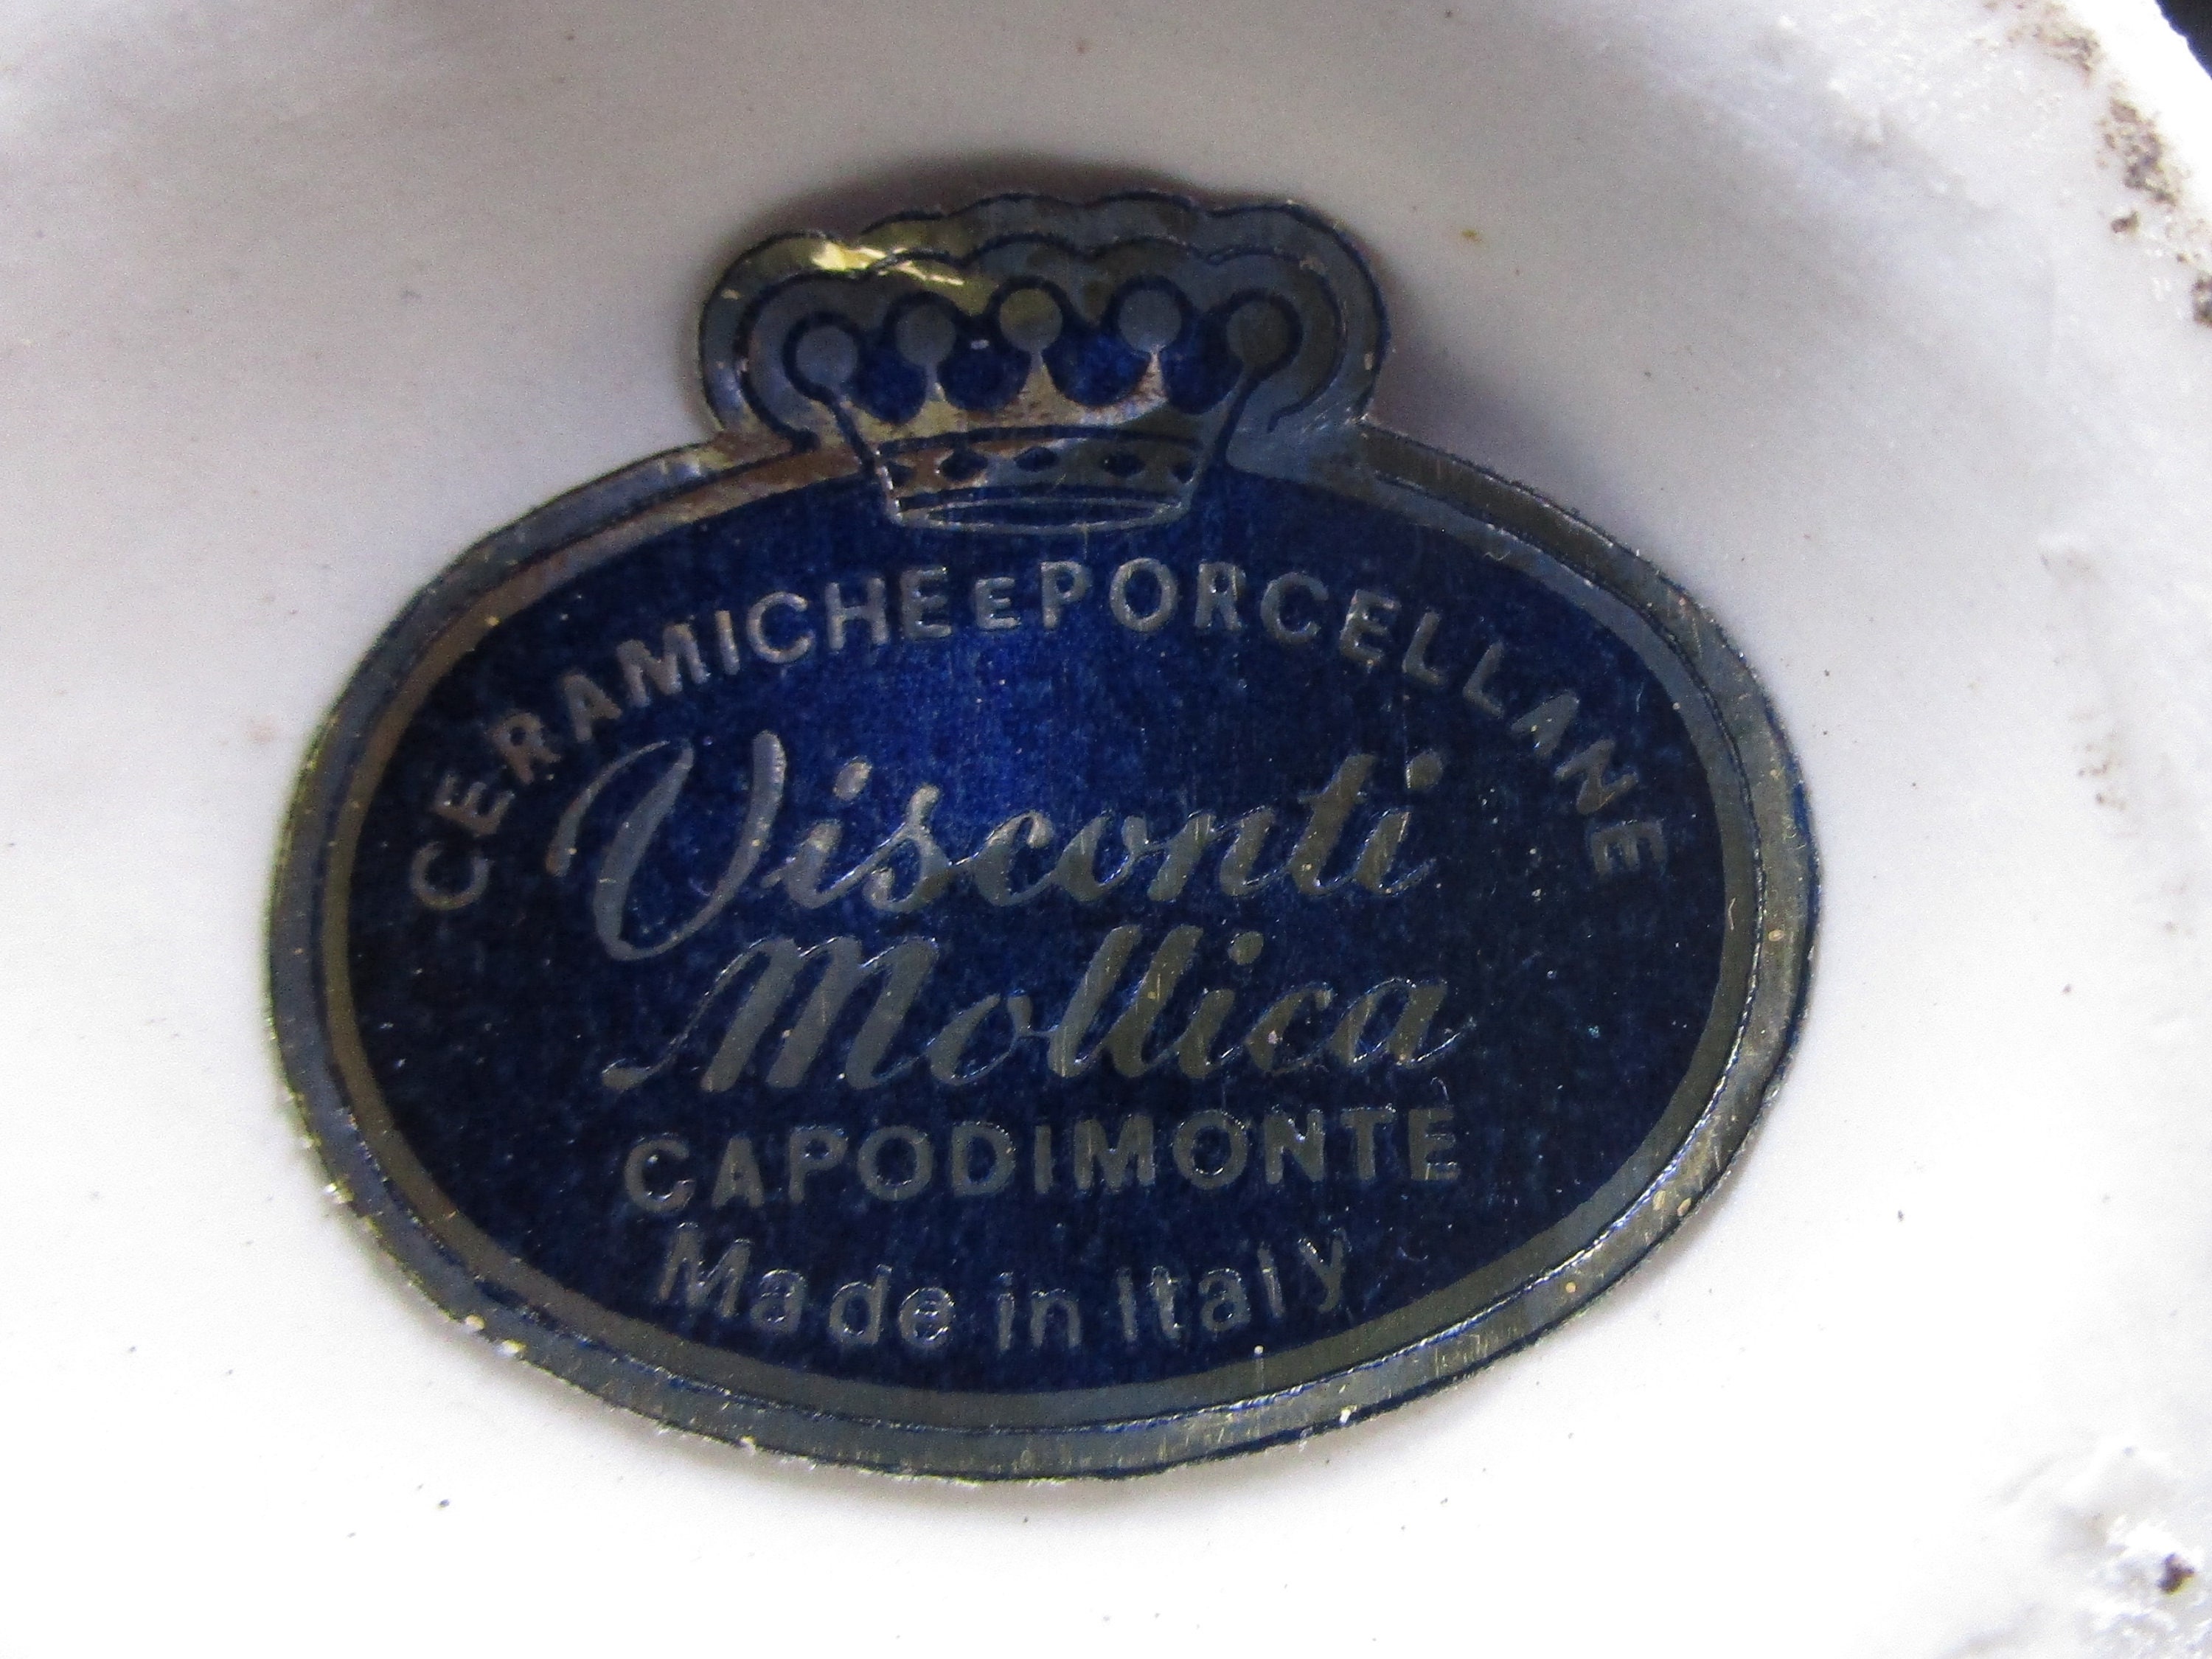 CERAMICHE E PORCELLANE
Visconti
Mollica
CAPODIMONTE
Made in Italy